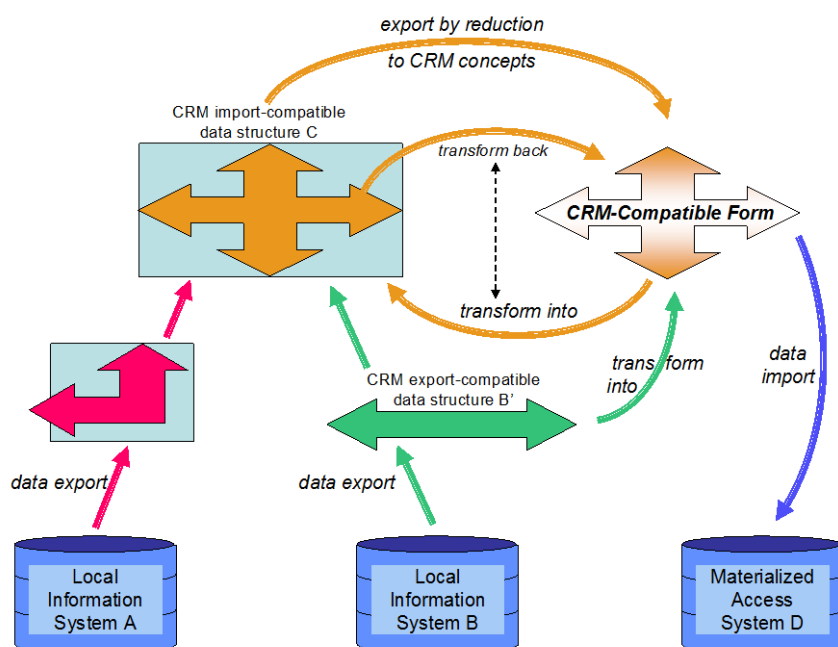 export by reduction
to CRM concepts
CRM import-compatible
data structure C
transform back
CRM-Compatible Form
transform into
trans form
into
data
import
CRM export-compatible
data structure B’
data export
data export
Local
Information
System A
Local
Information
System B
Materialized
Access
System D